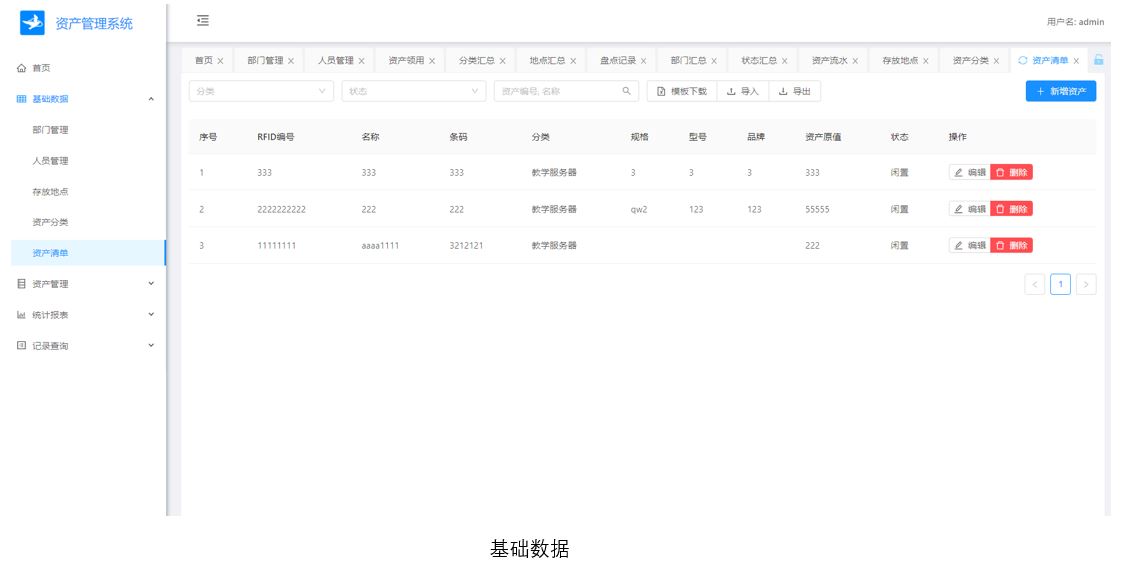 资产管理系统
用户名: admin
首页
基础数据
部门管理
人员管理
存放地点
资产分类
资产清单
资产管理
统计报表
记录查询
首页 部门管理 人员管理 资产领用 分类汇总 地点汇总 盘点记录 部门汇总 状态汇总 资产流水 存放地点 资产分类 资产清单
分类 状态 资产编号, 名称 模板下载 导入 导出 新增资产
序号 RFID编号 名称 条码 分类 规格 型号 品牌 资产原值 状态 操作
1 333 333 333 教学服务器 3 3 3 333 闲置 编辑 删除
2 2222222222 222 222 教学服务器 qw2 123 123 55555 闲置 编辑 删除
3 11111111 aaaa1111 3212121 教学服务器 222 闲置 编辑 删除
1
基础数据